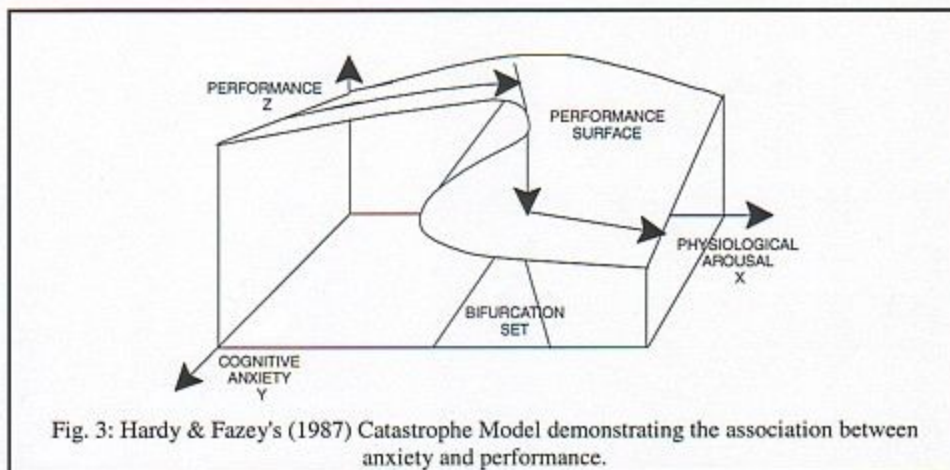 PERFORMANCE
Z
PERFORMANCE
SURFACE
PHYSIOLOGICAL
AROUSAL
X
BIFURCATION
SET
COGNITIVE
ANXIETY
Y
Fig. 3: Hardy & Fazey's (1987) Catastrophe Model demonstrating the association between
anxiety and performance.